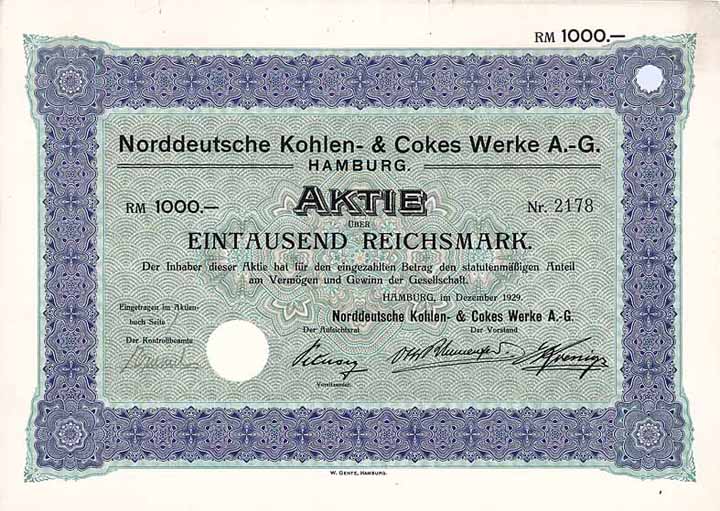 RM 1000.—
Norddeutsche Kohlen- & Cokes Werke A.-G.
HAMBURG.
AKTIE
RM 1000.— ÜBER Nr. 2178
EINTAUSEND REICHSMARK.
Der Inhaber dieser Aktie hat für den eingezahlten Betrag den statutenmäßigen Anteil
am Vermögen und Gewinn der Gesellschaft.
HAMBURG, im Dezember 1929.
Eingetragen im Aktien-
buch Seite
Der Kontrollbeamte
Norddeutsche Kohlen- & Cokes Werke A.-G.
Der Aufsichtsrat Der Vorstand
Vorsitzender.
W. GENTE, HAMBURG.